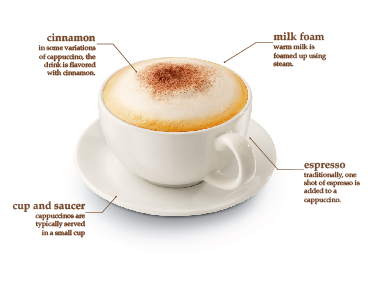 cinnamon
in some variations
of cappuccino, the
drink is flavored
with cinnamon.
milk foam
warm milk is
foamed up using
steam.
espresso
traditionally, one
shot of espresso is
added to a
cappuccino.
cup and saucer
cappuccinos are
typically served
in a small cup